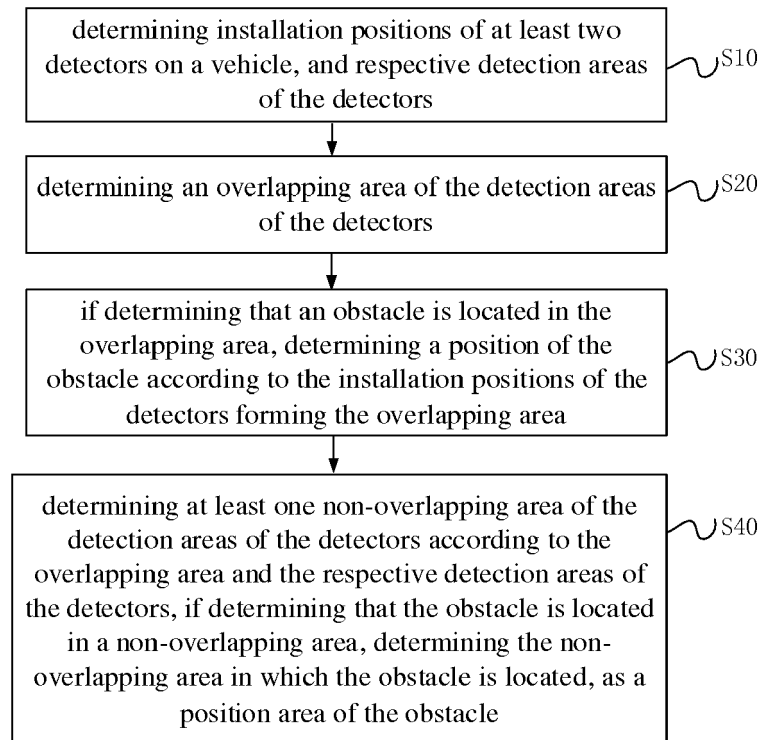 determining installation positions of at least two
detectors on a vehicle, and respective detection areas
of the detectors
S10
determining an overlapping area of the detection areas
of the detectors
S20
if determining that an obstacle is located in the
overlapping area, determining a position of the
obstacle according to the installation positions of the
detectors forming the overlapping area
S30
determining at least one non-overlapping area of the
detection areas of the detectors according to the
overlapping area and the respective detection areas of
the detectors, if determining that the obstacle is located
in a non-overlapping area, determining the non-
overlapping area in which the obstacle is located, as a
position area of the obstacle
S40